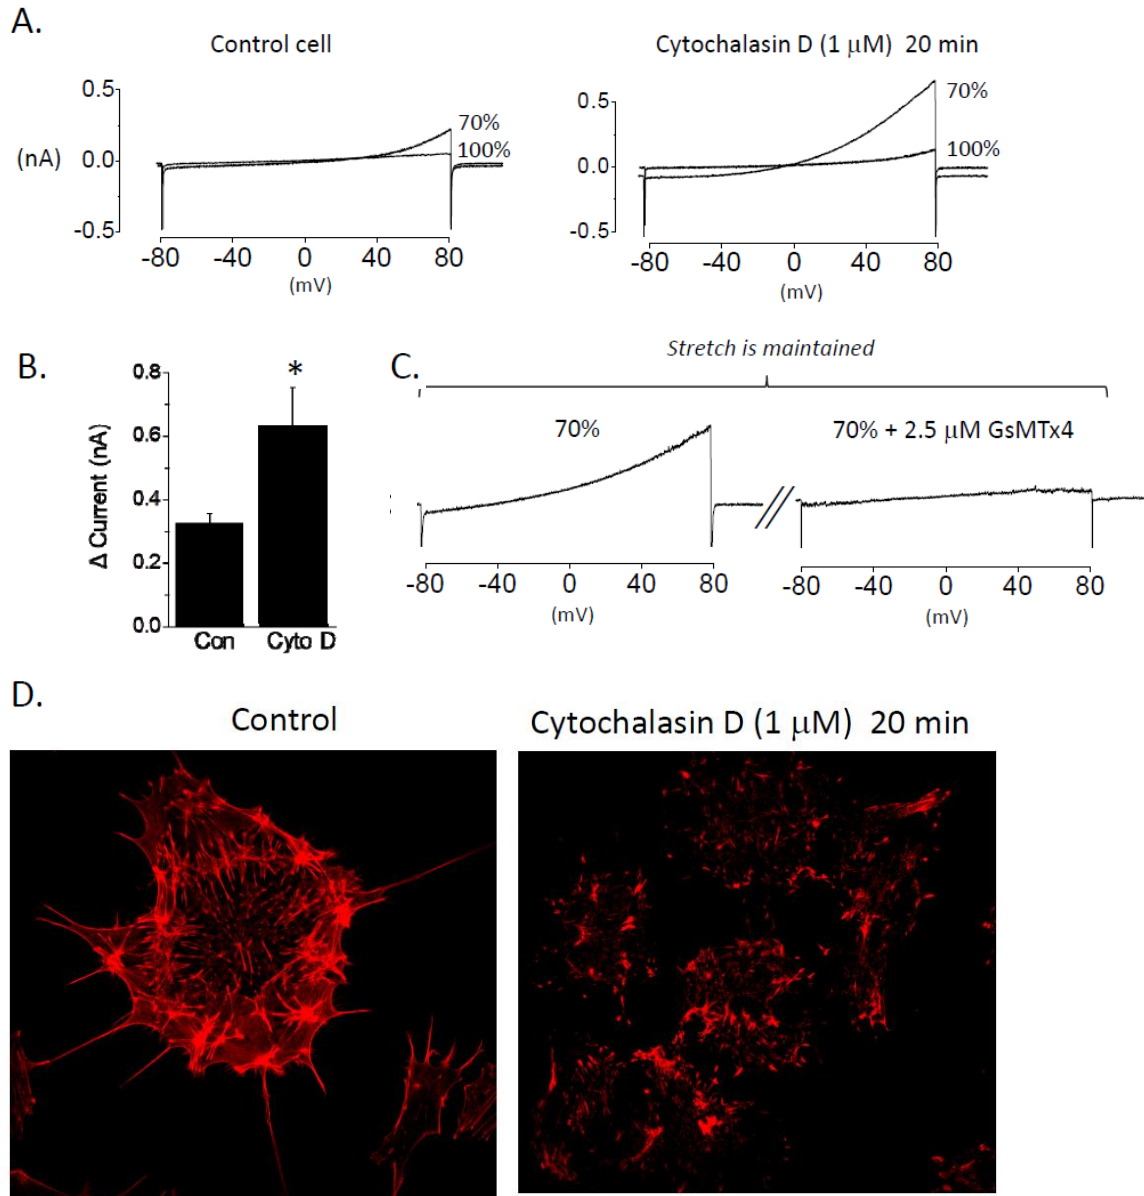 A.
Control cell
Cytochalasin D (1 μM) 20 min
0.5
0.0
-0.5
(nA)
70%
100%
-80 -40 0 40 80
(mV)
0.5
0
-0.5
70%
100%
-80 -40 0 40 80
(mV)
B.
0.8
0.6
0.4
0.2
0.0
Δ Current (nA)
*
Con Cyto D
C.
Stretch is maintained
70%
70% + 2.5 μM GsMTx4
-80 -40 0 40 80
(mV)
-80 -40 0 40 80
(mV)
D.
Control
Cytochalasin D (1 μM) 20 min